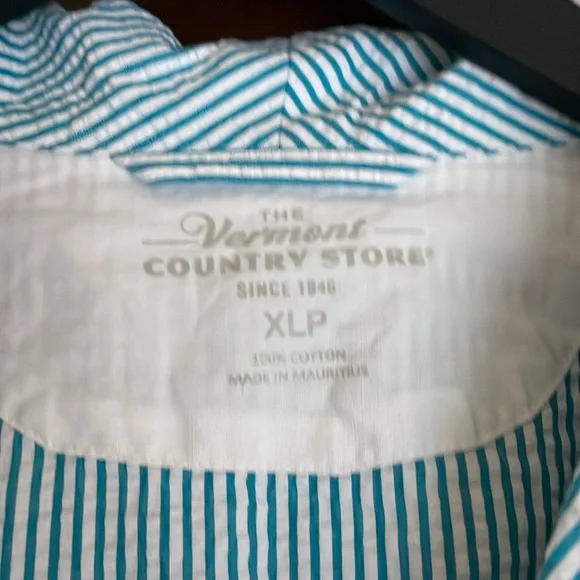 THE
Vermont
COUNTRY STORE®
SINCE 1946
XLP
100% COTTON
MADE IN MAURITIUS